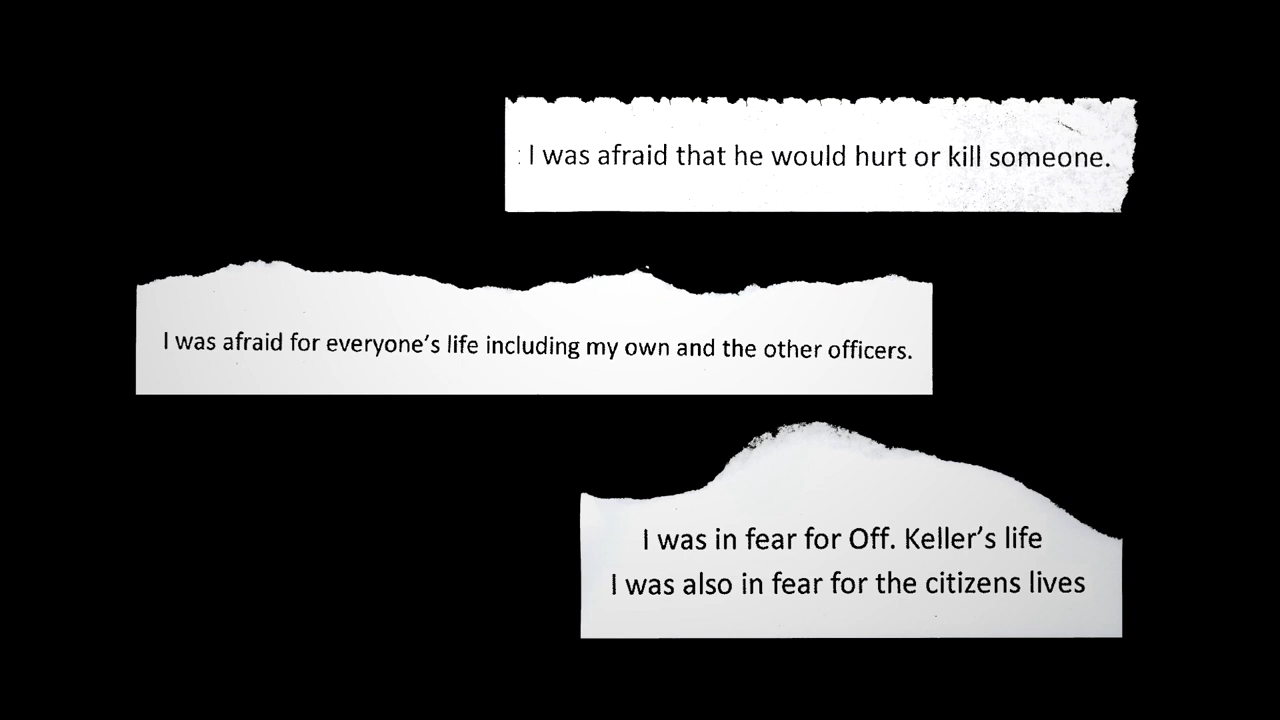 : I was afraid that he would hurt or kill someone.
I was afraid for everyone’s life including my own and the other officers.
I was in fear for Off. Keller’s life
I was also in fear for the citizens lives